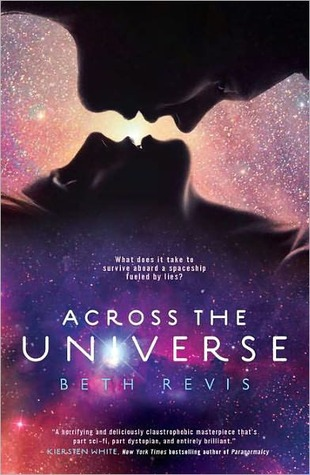 What does it take to
survive aboard a spaceship
fueled by lies?
ACROSS THE
UNIVERSE
BETH REVIS
"A horrifying and deliciously claustrophobic masterpiece that's
part sci-fi, part dystopian, and entirely brilliant."
— KIERSTEN WHITE, New York Times bestselling author of Paranormalcy